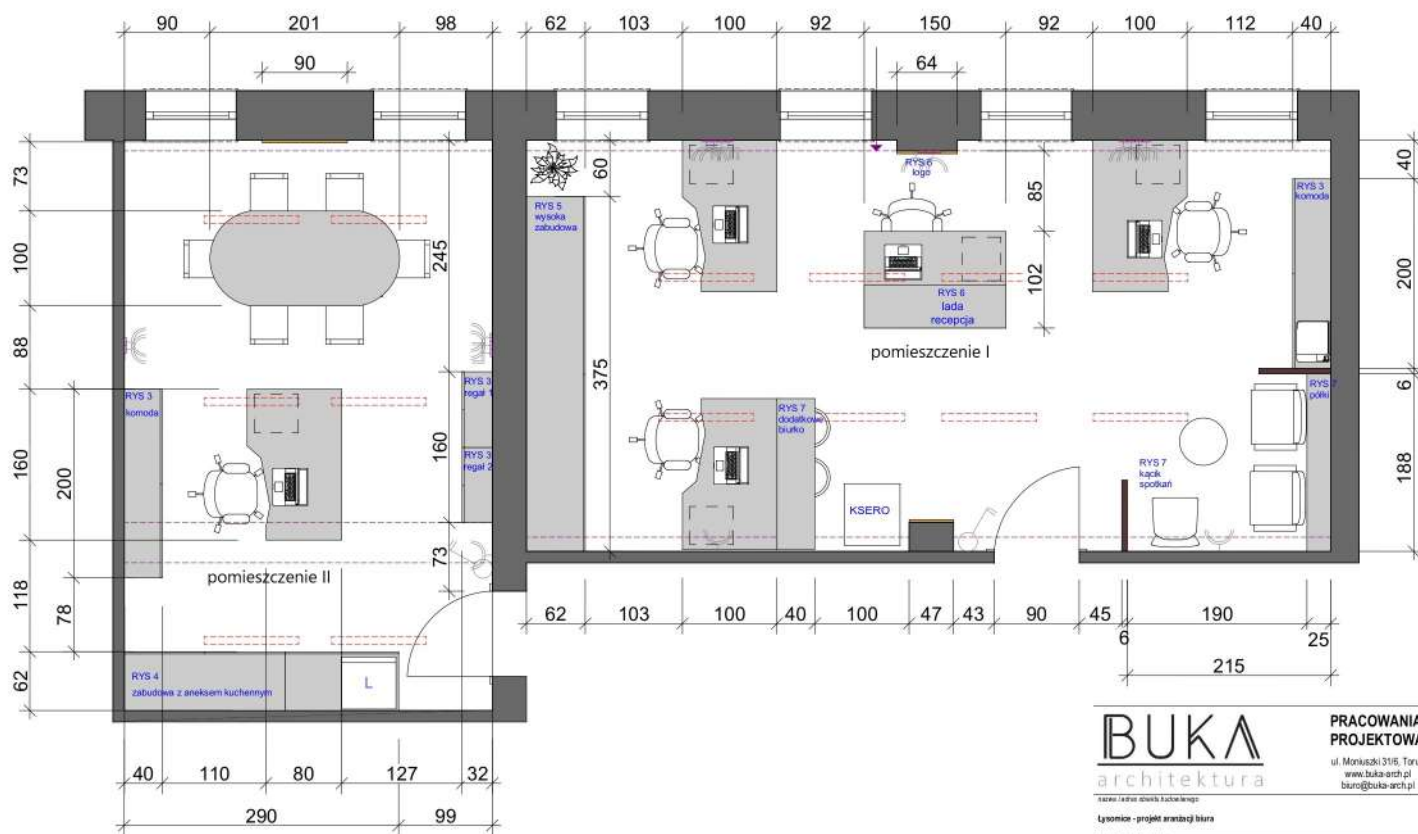 90 201 98 62 103 100 92 150 92 100 112 40
90 64
73
100
88
160
118
62
200
78
245
160
73
60
375
85
102
40
200
6
188
RYS 5
wysoka
zabudowa
RYS 6
logo
RYS 6
lada
recepcja
pomieszczenie I
RYS 3
komoda
RYS 3
komoda
RYS 3
regał 1
RYS 3
regał 2
RYS 7
dodatkowe
biurko
RYS 7
półki
RYS 7
kącik
spotkań
KSERO
pomieszczenie II
RYS 4
zabudowa z aneksem kuchennym
L
62 103 100 40 100 47 43 90 45 6 190 25
215
40 110 80 127 32
290 99
BUKA
architektura
PRACOWANIA
PROJEKTOWA
ul. Moniuszki 31/6, Toru
www.buka-arch.pl
biuro@buka-arch.pl
Łysomice - projekt aranżacji biura